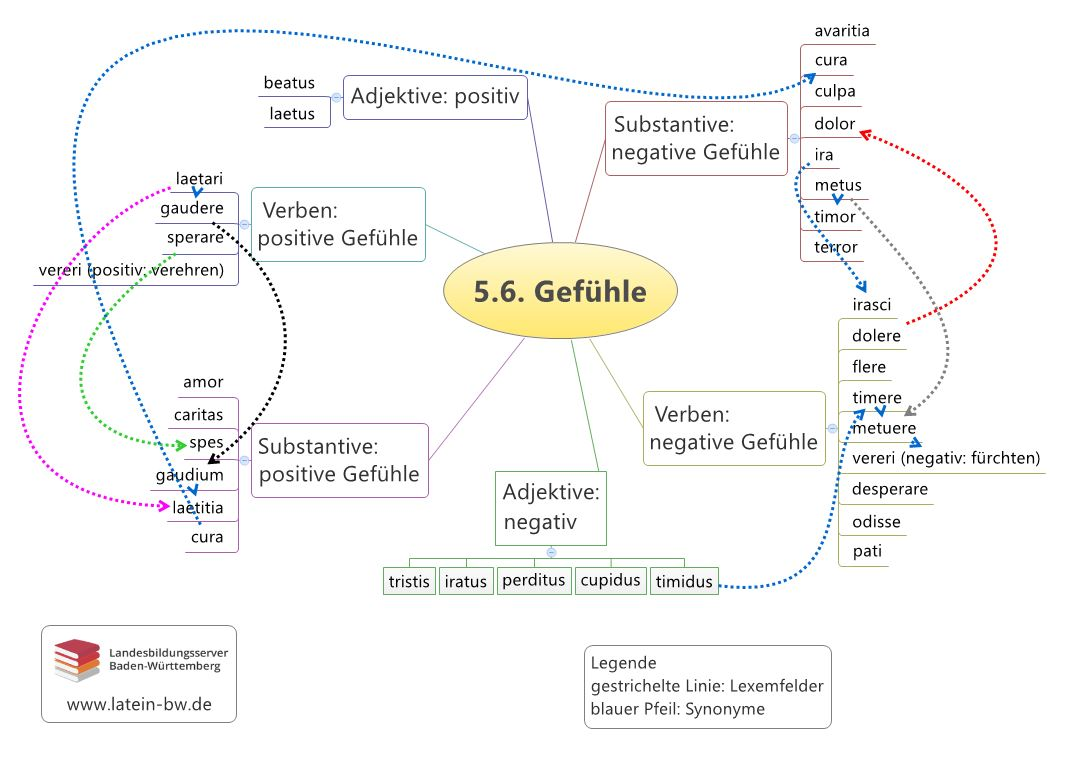 5.6. Gefühle
Adjektive: positiv
beatus
laetus
Verben:
positive Gefühle
laetari
gaudere
sperare
vereri (positiv: verehren)
Substantive:
positive Gefühle
amor
caritas
spes
gaudium
laetitia
cura
Substantive:
negative Gefühle
avaritia
cura
culpa
dolor
ira
metus
timor
terror
Verben:
negative Gefühle
irasci
dolere
flere
timere
metuere
vereri (negativ: fürchten)
desperare
odisse
pati
Adjektive:
negativ
tristis
iratus
perditus
cupidus
timidus
Landesbildungsserver
Baden-Württemberg
www.latein-bw.de
Legende
gestrichelte Linie: Lexemfelder
blauer Pfeil: Synonyme